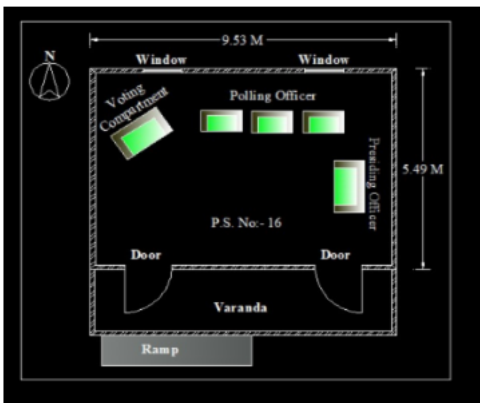 9.53 M
N
Window
Window
Voting
Compartment
Polling Officer
Presiding Officer
5.49 M
P.S. No:- 16
Door
Door
Varanda
Ramp